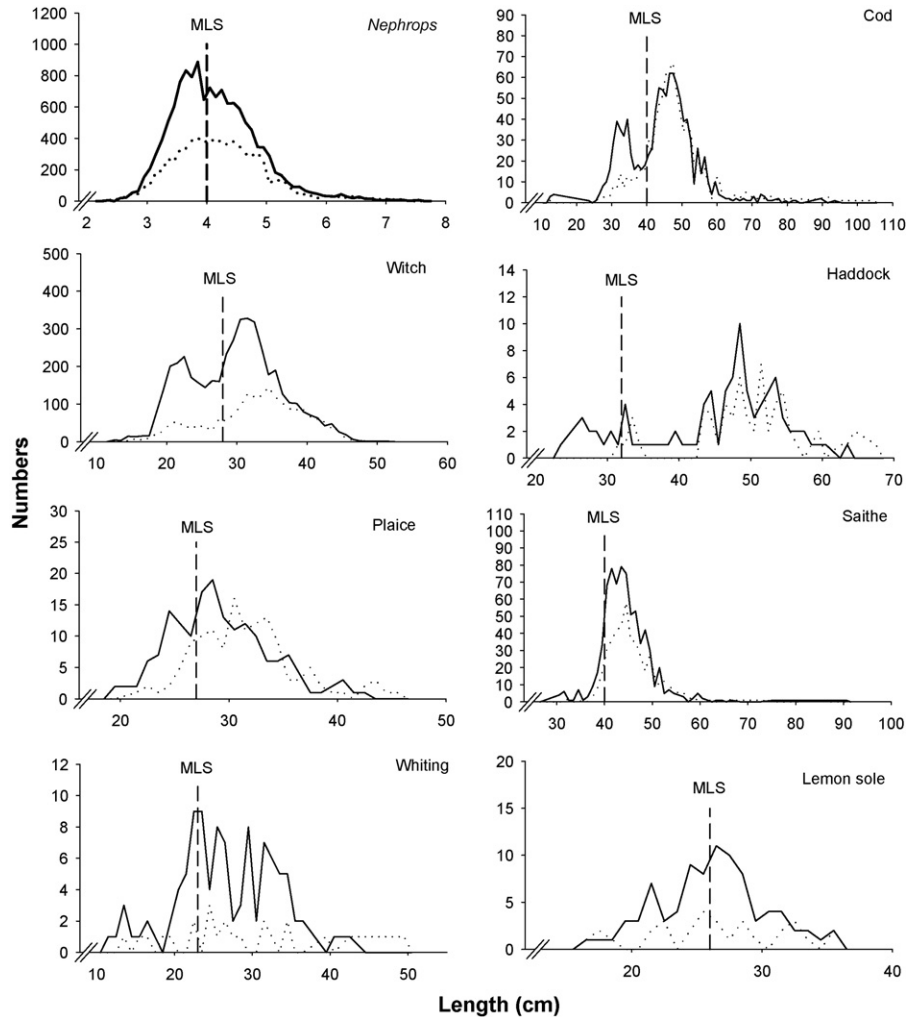 Nephrops
MLS
1200
1000
800
600
400
200
0
2 3 4 5 6 7 8
Cod
MLS
90
80
70
60
50
40
30
20
10
0
10 20 30 40 50 60 70 80 90 100 110
Witch
MLS
500
400
300
200
100
0
10 20 30 40 50 60
Haddock
MLS
14
12
10
8
6
4
2
0
20 30 40 50 60 70
Numbers
Plaice
MLS
30
25
20
15
10
5
0
20 30 40 50
Saithe
MLS
110
100
90
80
70
60
50
40
30
20
10
0
30 40 50 60 70 80 90 100
Whiting
MLS
12
10
8
6
4
2
0
10 20 30 40 50
Lemon sole
MLS
20
15
10
5
0
20 30 40
Length (cm)